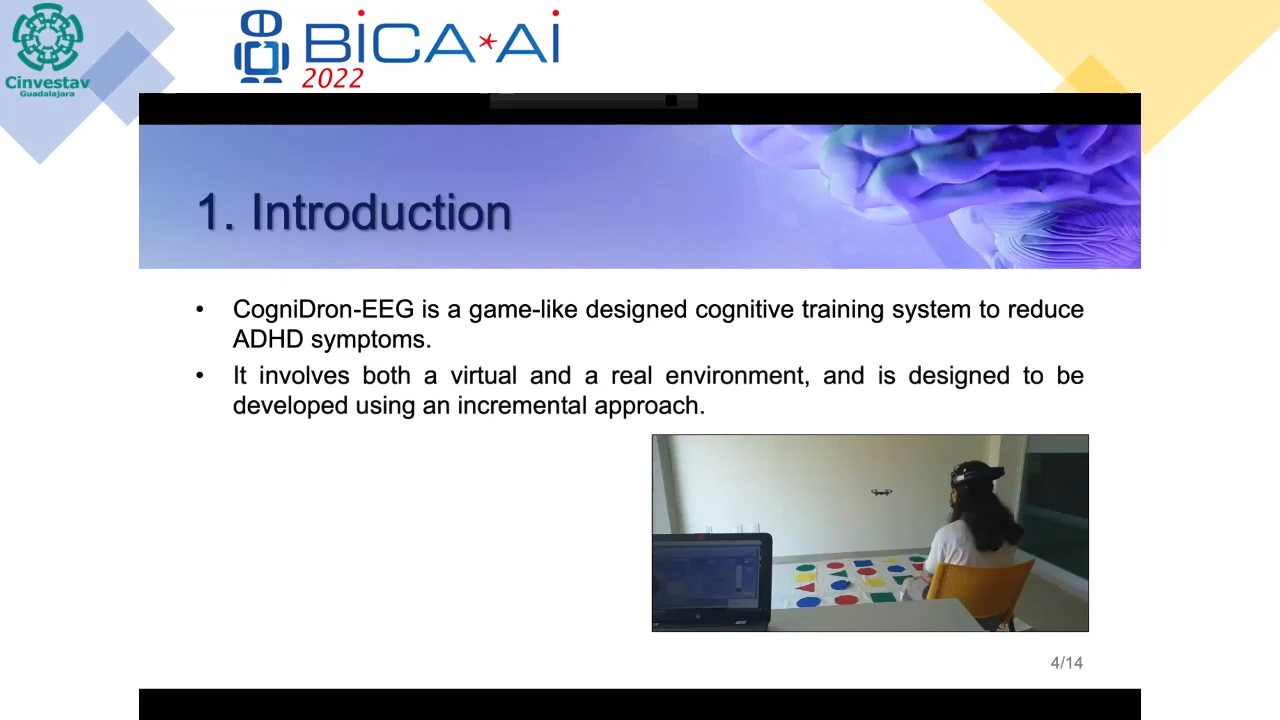 Cinvestav
Guadalajara
BiCA*Ai
2022
1. Introduction
• CogniDron-EEG is a game-like designed cognitive training system to reduce
ADHD symptoms.
• It involves both a virtual and a real environment, and is designed to be
developed using an incremental approach.
4/14